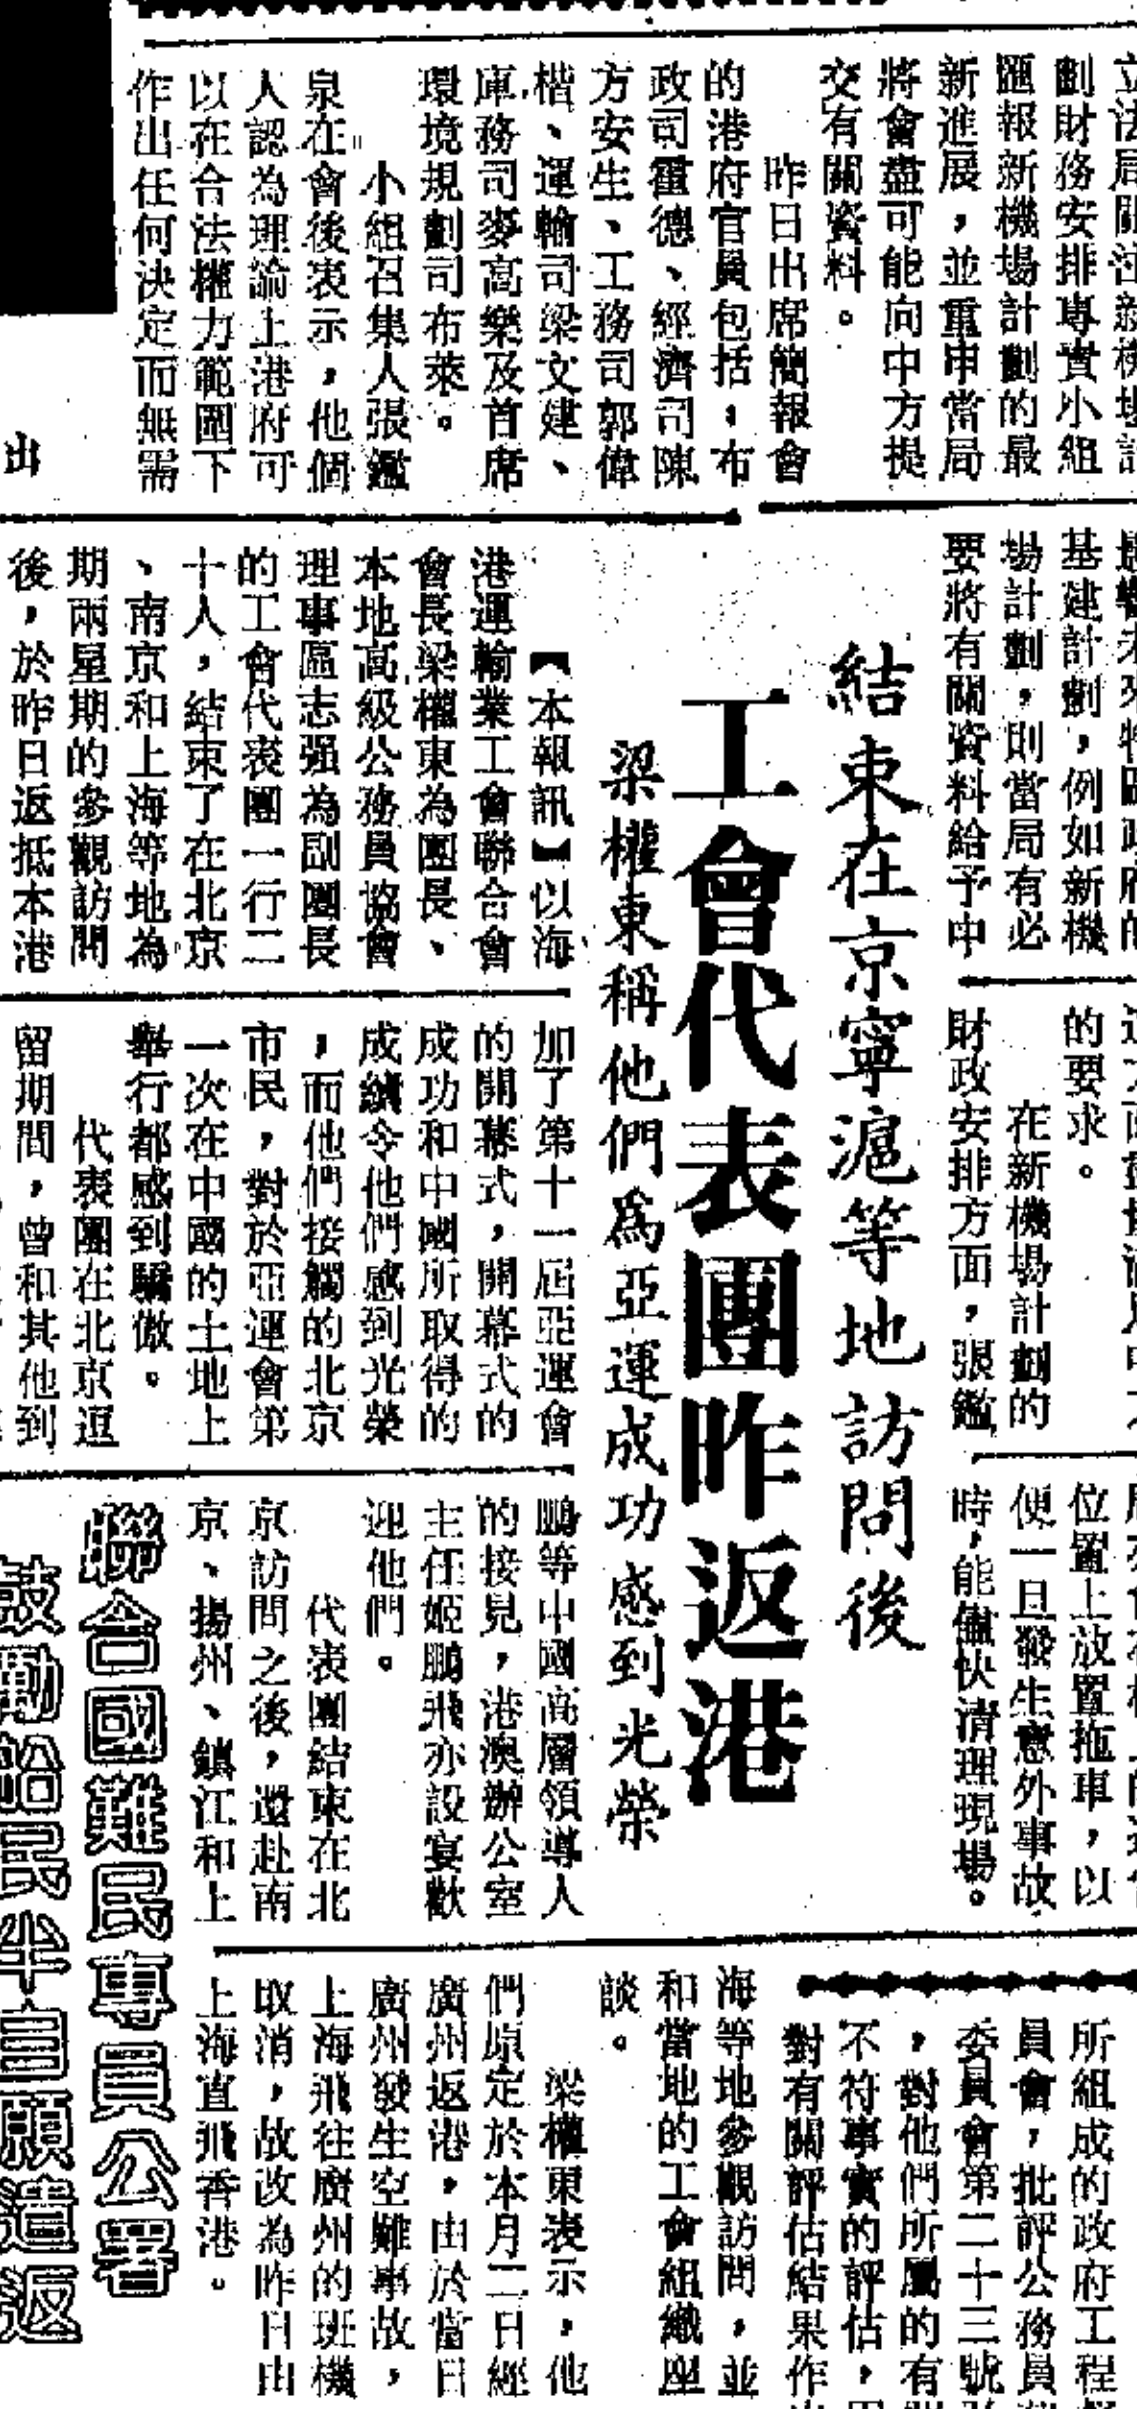 劃財務安排專責小組
匯報新機場計劃的最
新進展，並重申當局
將會盡可能向中方提
交有關資料。
昨日出席簡報會
的港府官員包括，布
政司霍德、經濟司陳
方安生、工務司郭偉
楷、運輸司梁文建、
庫務司麥高樂及首席
環境規劃司布萊。
小組召集人張鑑
泉在會後表示，他個
人認為理論上港府可
以在合法權力範圍下
作出任何決定而無需
出
基建計劃，例如新機
場計劃，則當局有必
要將有關資料給予中
的要求。
在新機場計劃的
財政安排方面，張鑑
位置上放置拖車，以
便一旦發生意外事故
時，能儘快清理現場。
結束在京寧滬等地訪問後
工會代表團昨返港
梁權東稱他們爲亞運成功感到光榮
【本報訊】以海
港運輸業工會聯合會
會長梁權東為團長、
本地高級公務員協會
理事區志强為副團長
的工會代表團一行二
十人，結束了在北京
、南京和上海等地為
期兩星期的參觀訪問
後，於昨日返抵本港
加了第十一屆亞運會
的開幕式，開幕式的
成功和中國所取得的
成績令他們感到光榮
，而他們接觸的北京
市民，對於亞運會第
一次在中國的土地上
舉行都感到驕傲。
代表團在北京逗
留期間，曾和其他到
鵬等中國高層領導人
的接見，港澳辦公室
主任姬鵬飛亦設宴歡
迎他們。
代表團結束在北
京訪問之後，還赴南
京、揚州、鎮江和上
海等地參觀訪問，並
和當地的工會組織座
談。
梁權東表示，他
們原定於本月二日經
廣州返港，由於當日
廣州發生空難事故，
上海飛往廣州的班機
取消，故改為昨日由
上海直飛香港。
聯合國難民專員公署
鼓勵船民半自願遣返
所組成的政府工程
員會，批評公務員
委員會第二十三號
，對他們所屬的有
不符事實的評估，
對有關評估結果作